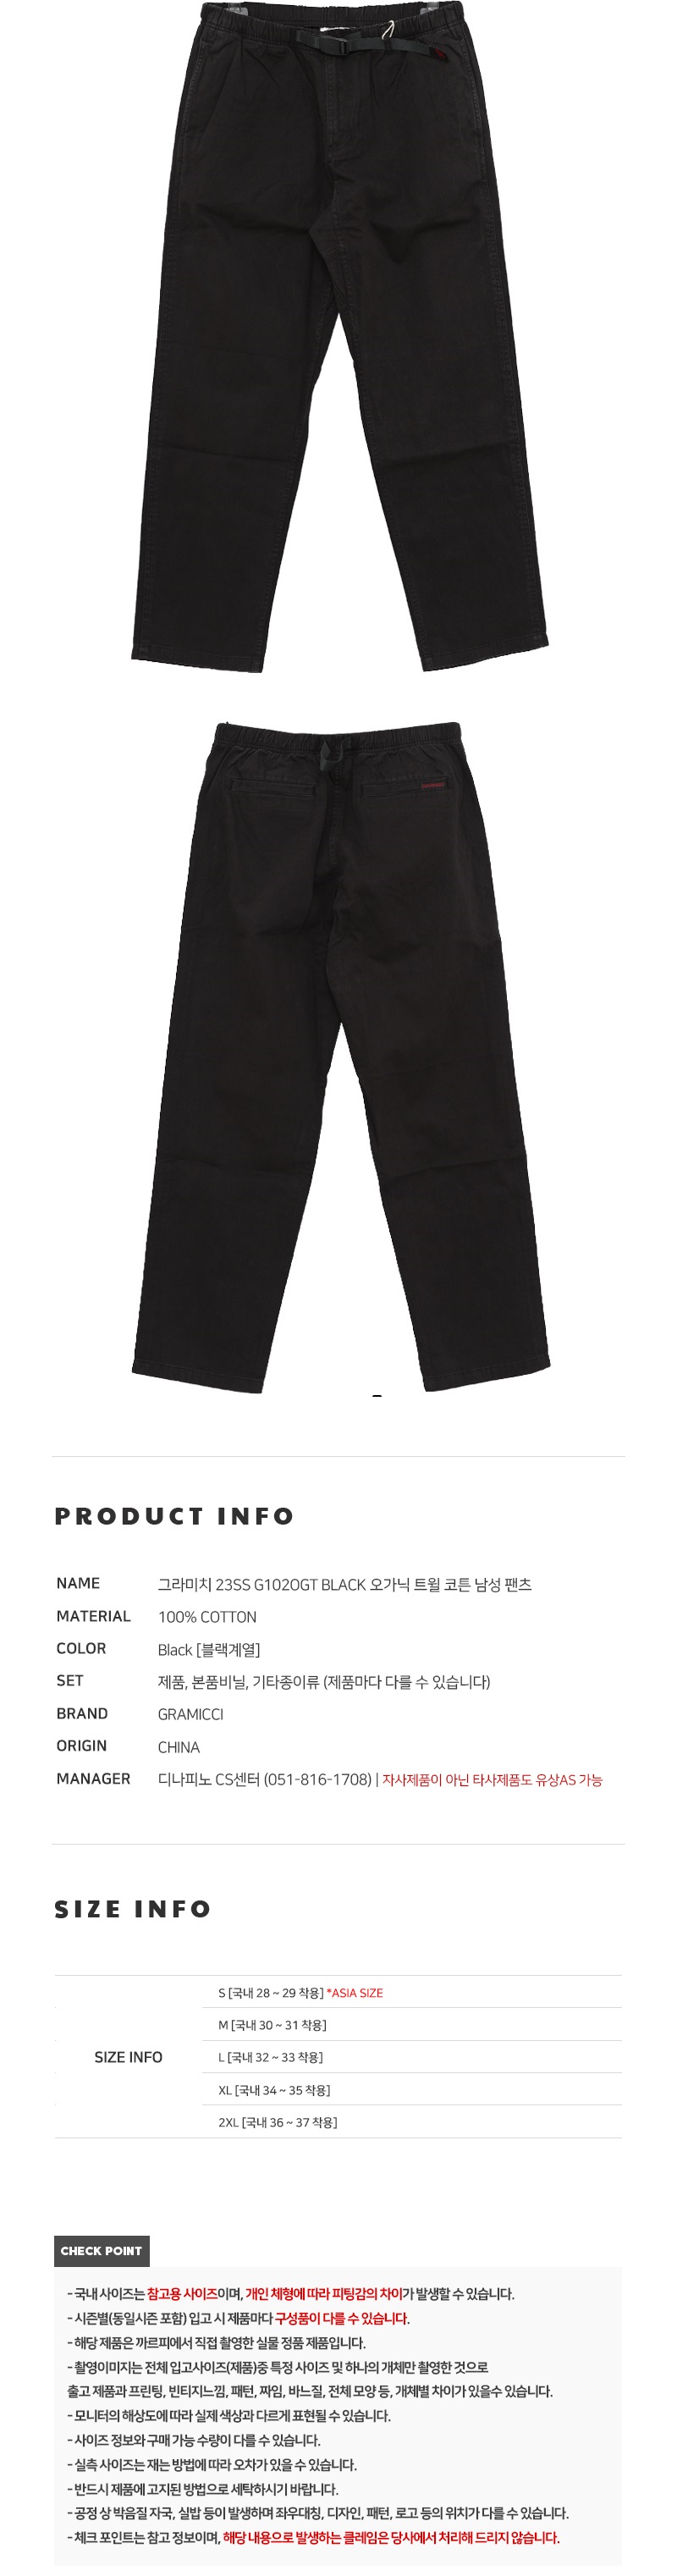 PRODUCT INFO
NAME 그라미치 23SS G102OGT BLACK 오가닉 트윌 코튼 남성 팬츠
MATERIAL 100% COTTON
COLOR Black [블랙계열]
SET 제품, 본품비닐, 기타종이류 (제품마다 다를 수 있습니다)
BRAND GRAMICCI
ORIGIN CHINA
MANAGER 디나피노 CS센터 (051-816-1708) | 자사제품이 아닌 타사제품도 유상AS 가능
SIZE INFO
S [국내 28 ~ 29 착용] *ASIA SIZE
M [국내 30 ~ 31 착용]
SIZE INFO L [국내 32 ~ 33 착용]
XL [국내 34 ~ 35 착용]
2XL [국내 36 ~ 37 착용]
CHECK POINT
- 국내 사이즈는 참고용 사이즈이며, 개인 체형에 따라 피팅감의 차이가 발생할 수 있습니다.
- 시즌별(동일시즌 포함) 입고 시 제품마다 구성품이 다를 수 있습니다.
- 해당 제품은 까르피에서 직접 촬영한 실물 정품 제품입니다.
- 촬영이미지는 전체 입고사이즈(제품)중 특정 사이즈 및 하나의 개체만 촬영한 것으로
출고 제품과 프린팅, 빈티지느낌, 패턴, 짜임, 바느질, 전체 모양 등, 개체별 차이가 있을수 있습니다.
- 모니터의 해상도에 따라 실제 색상과 다르게 표현될 수 있습니다.
- 사이즈 정보와 구매 가능 수량이 다를 수 있습니다.
- 실측 사이즈는 재는 방법에 따라 오차가 있을 수 있습니다.
- 반드시 제품에 고지된 방법으로 세탁하시기 바랍니다.
- 공정 상 박음질 자국, 실밥 등이 발생하며 좌우대칭, 디자인, 패턴, 로고 등의 위치가 다를 수 있습니다.
- 체크 포인트는 참고 정보이며, 해당 내용으로 발생하는 클레임은 당사에서 처리해 드리지 않습니다.